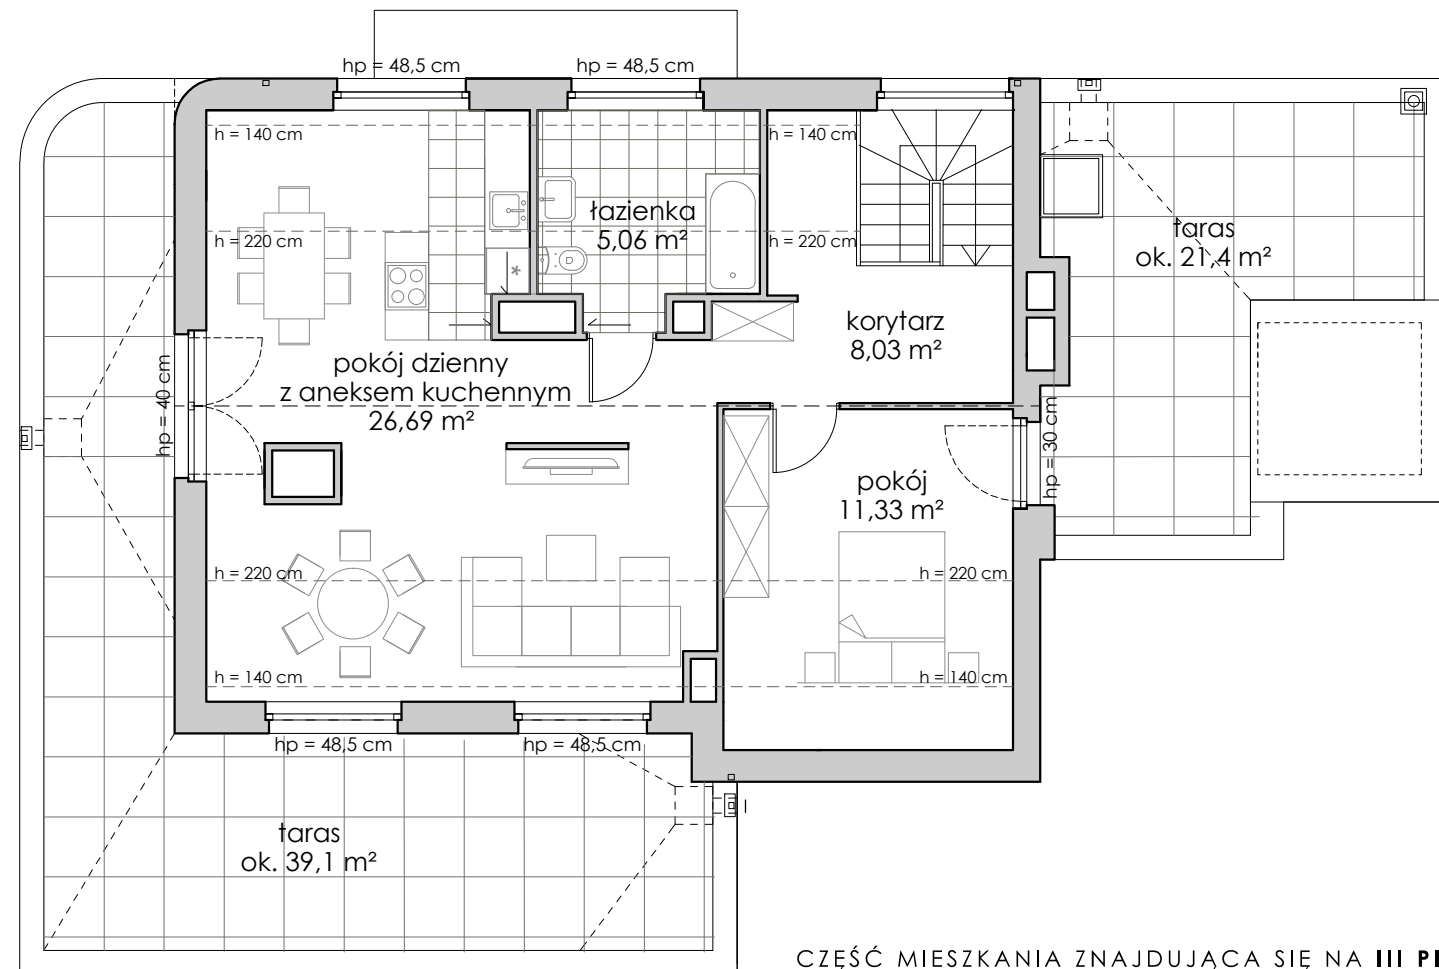 hp = 48,5 cm
hp = 48,5 cm
h = 140 cm
h = 140 cm
h = 220 cm
łazienka
5,06 m²
h = 220 cm
taras
ok. 21,4 m²
korytarz
8,03 m²
pokój dzienny
z aneksem kuchennym
26,69 m²
hp = 40 cm
hp = 30 cm
pokój
11,33 m²
h = 220 cm
h = 220 cm
h = 140 cm
h = 140 cm
hp = 48,5 cm
hp = 48,5 cm
taras
ok. 39,1 m²
CZĘŚĆ MIESZKANIA ZNAJDUJĄCA SIĘ NA III